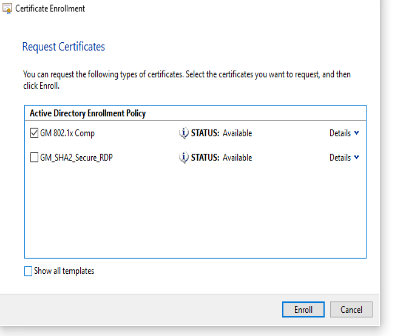 Certificate Enrollment
Request Certificates
You can request the following types of certificates. Select the certificates you want to request, and then
click Enroll.
Active Directory Enrollment Policy
GM 802.1x Comp STATUS: Available Details
GM_SHA2_Secure_RDP STATUS: Available Details
Show all templates
Enroll Cancel